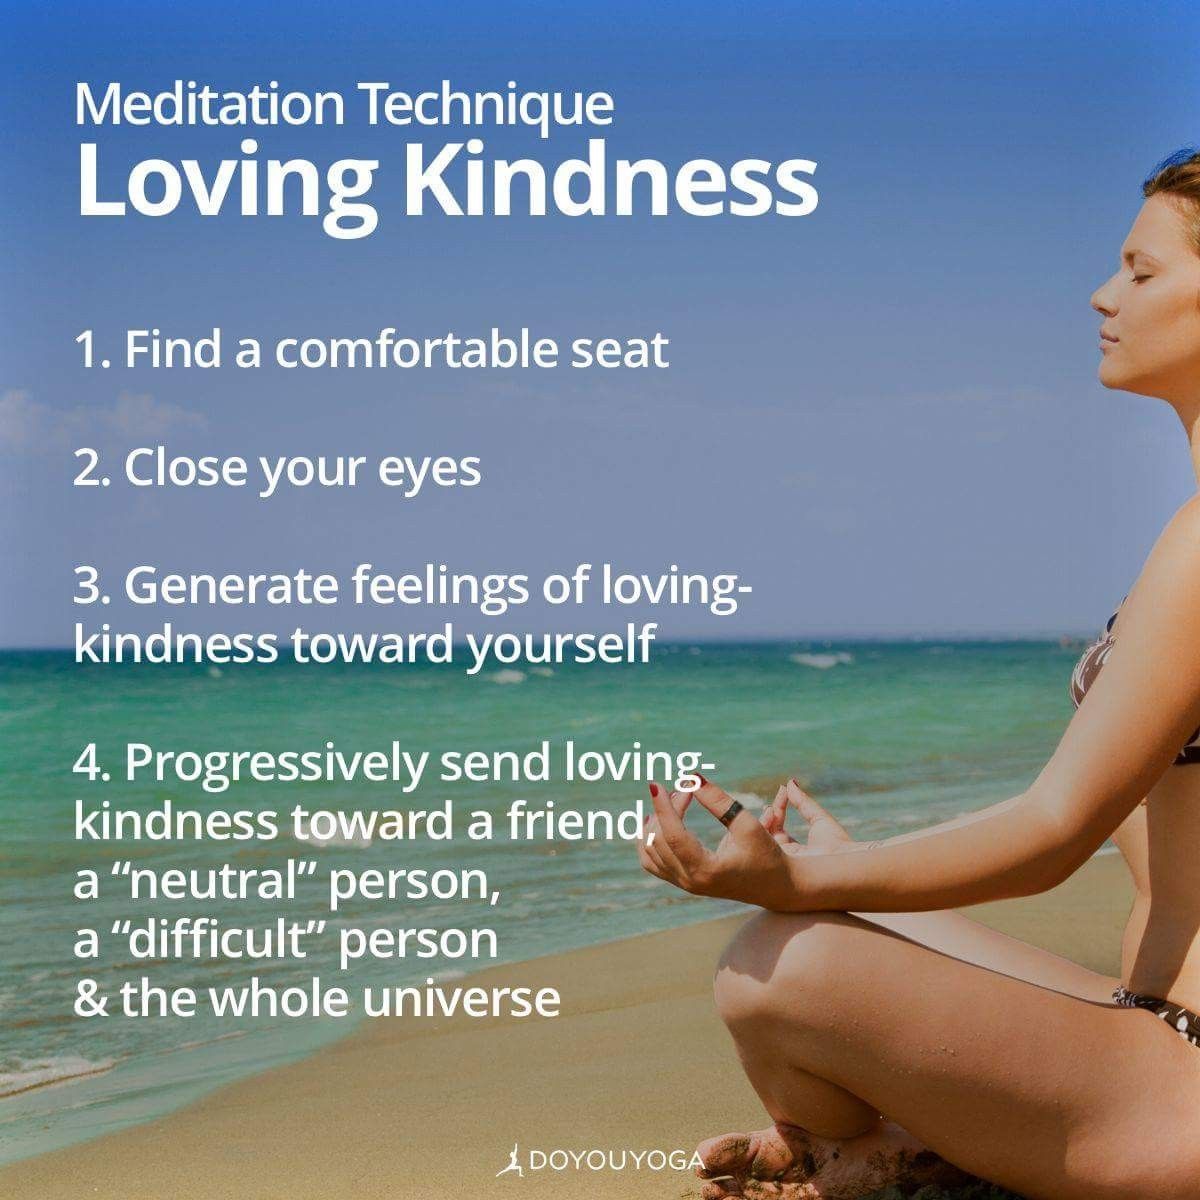 Meditation Technique
Loving Kindness
1. Find a comfortable seat
2. Close your eyes
3. Generate feelings of loving-
kindness toward yourself
4. Progressively send loving-
kindness toward a friend,
a “neutral” person,
a “difficult” person
& the whole universe
DOYOUYOGA